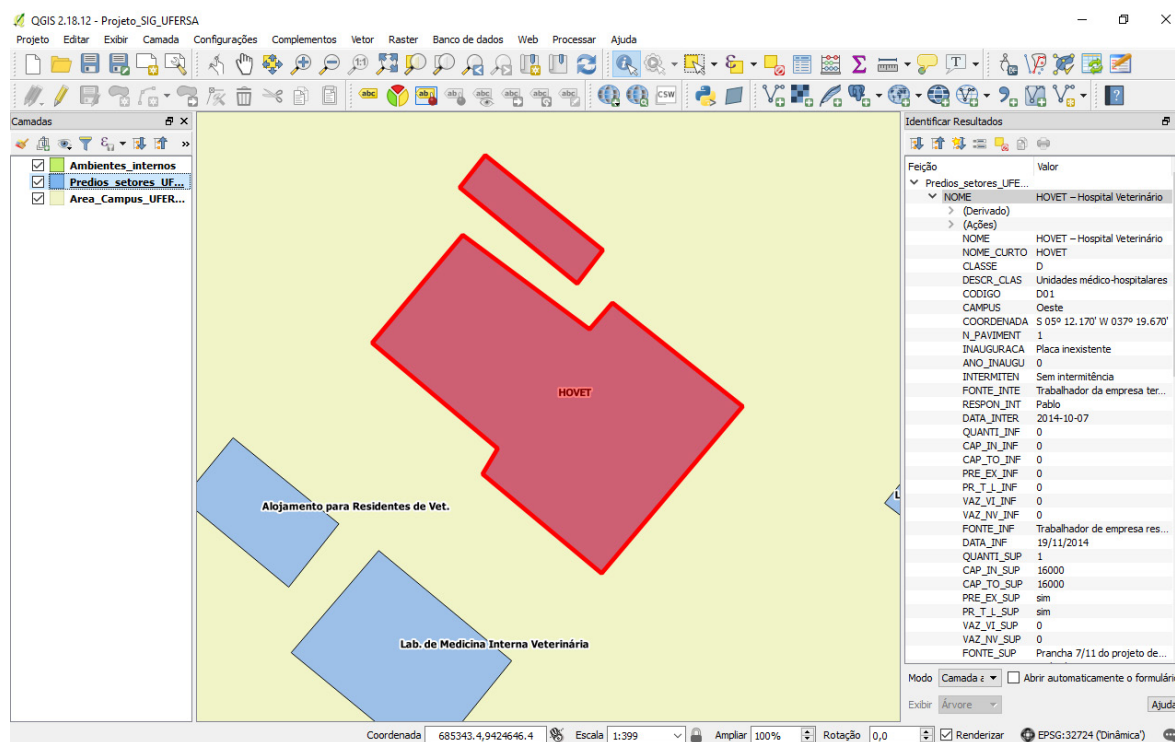 QGIS 2.18.12 - Projeto_SIG_UFERSA
Projeto Editar Exibir Camada Configurações Complementos Vetor Raster Banco de dados Web Processar Ajuda
Camadas
Ambientes_internos
Predios_setores_UF...
Area_Campus_UFER...
HOVET
Alojamento para Residentes de Vet.
Lab. de Medicina Interna Veterinária
L
Identificar Resultados
Feição Valor
Predios_setores_UFE...
NOME HOVET – Hospital Veterinário
(Derivado)
(Ações)
NOME HOVET – Hospital Veterinário
NOME_CURTO HOVET
CLASSE D
DESCR_CLAS Unidades médico-hospitalares
CODIGO D01
CAMPUS Oeste
COORDENADA S 05º 12.170' W 037º 19.670'
N_PAVIMENT 1
INAUGURACA Placa inexistente
ANO_INAUGU 0
INTERMITEN Sem intermitência
FONTE_INTE Trabalhador da empresa ter...
RESPON_INT Pablo
DATA_INTER 2014-10-07
QUANTI_INF 0
CAP_IN_INF 0
CAP_TO_INF 0
PRE_EX_INF 0
PR_T_L_INF 0
VAZ_VI_INF 0
VAZ_NV_INF 0
FONTE_INF Trabalhador de empresa res...
DATA_INF 19/11/2014
QUANTI_SUP 1
CAP_IN_SUP 16000
CAP_TO_SUP 16000
PRE_EX_SUP sim
PR_T_L_SUP sim
VAZ_VI_SUP 0
VAZ_NV_SUP 0
FONTE_SUP Prancha 7/11 do projeto de...
Modo Camada a Abrir automaticamente o formulári
Exibir Árvore Ajuda
Coordenada 685343.4,9424646.4 Escala 1:399 Ampliar 100% Rotação 0,0 Renderizar EPSG:32724 ('Dinâmica')